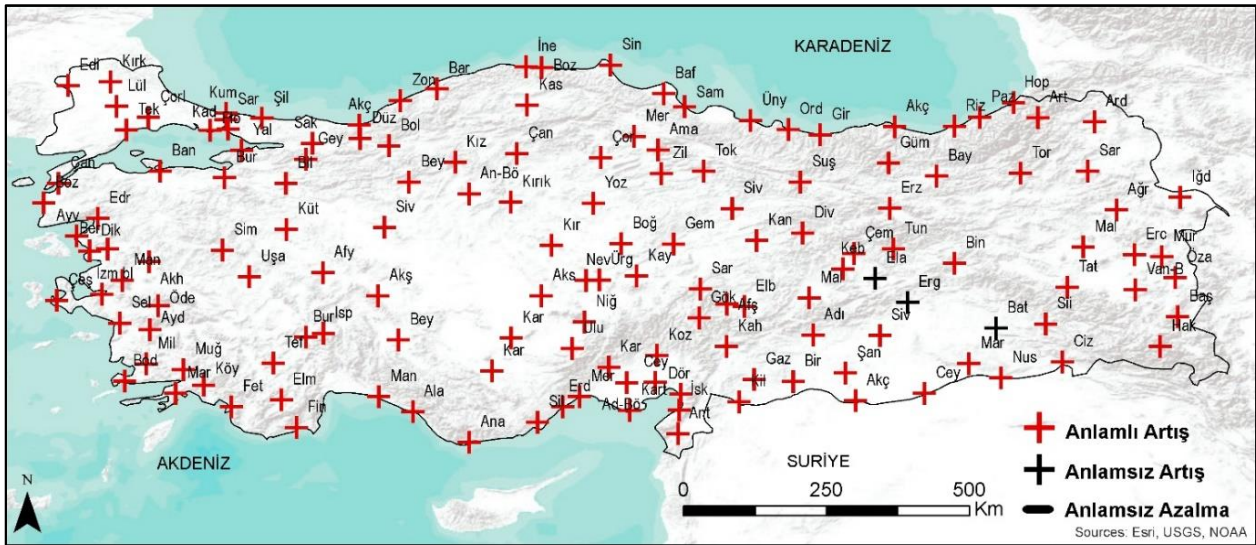 KARADENİZ
İne
Sin
Bar
Boz
Zon
Kas
Baf
Sam
Edi
Kırk
Lül
Çorl
Tek
Kum
Sar
Şil
Kad
Yal
Sak
Akç
Düz
Gey
Bol
Mer
Üny
Ord
Gir
Akç
Riz
Paz
Hop
Art
Ard
Çan
Kız
Çor
Ama
Zil
Tok
Suş
Güm
Bay
Tor
Sar
Ban
Bur
Bil
Bey
An-Bö
Kırık
Yoz
Siv
Erz
Iğd
Ağr
Çan
Boz
Edr
Ayv
Ber
Dik
Küt
Siv
Kır
Boğ
Gem
Kan
Div
Tun
Mal
Sim
Uşa
Afy
Akş
Aks
Nev
Ürg
Kay
Çem
Keb
Ela
Mal
Bin
Tat
Erc
Mur
Van-B
Öza
Man
Akh
İzm
Çeş
Öde
Sel
Ayd
Mil
Muğ
Bod
Mar
Köy
Fet
Elm
Fin
Tef
Bur
Isp
Bey
Kar
Kar
Niğ
Ulu
Sar
Gök
Afş
Elb
Kah
Koz
Adı
Erg
Siv
Bat
Sii
Baş
Hak
Mar
Ciz
Nus
Cey
Akç
Şan
Bir
Gaz
Kil
Kar
Cey
Dör
Mer
Kart
İsk
Erd
Ad-Bö
Ant
Sil
Ana
Ala
Man
AKDENİZ
SURİYE
N
0 250 500
Km
Anlamlı Artış
Anlamsız Artış
Anlamsız Azalma
Sources: Esri, USGS, NOAA